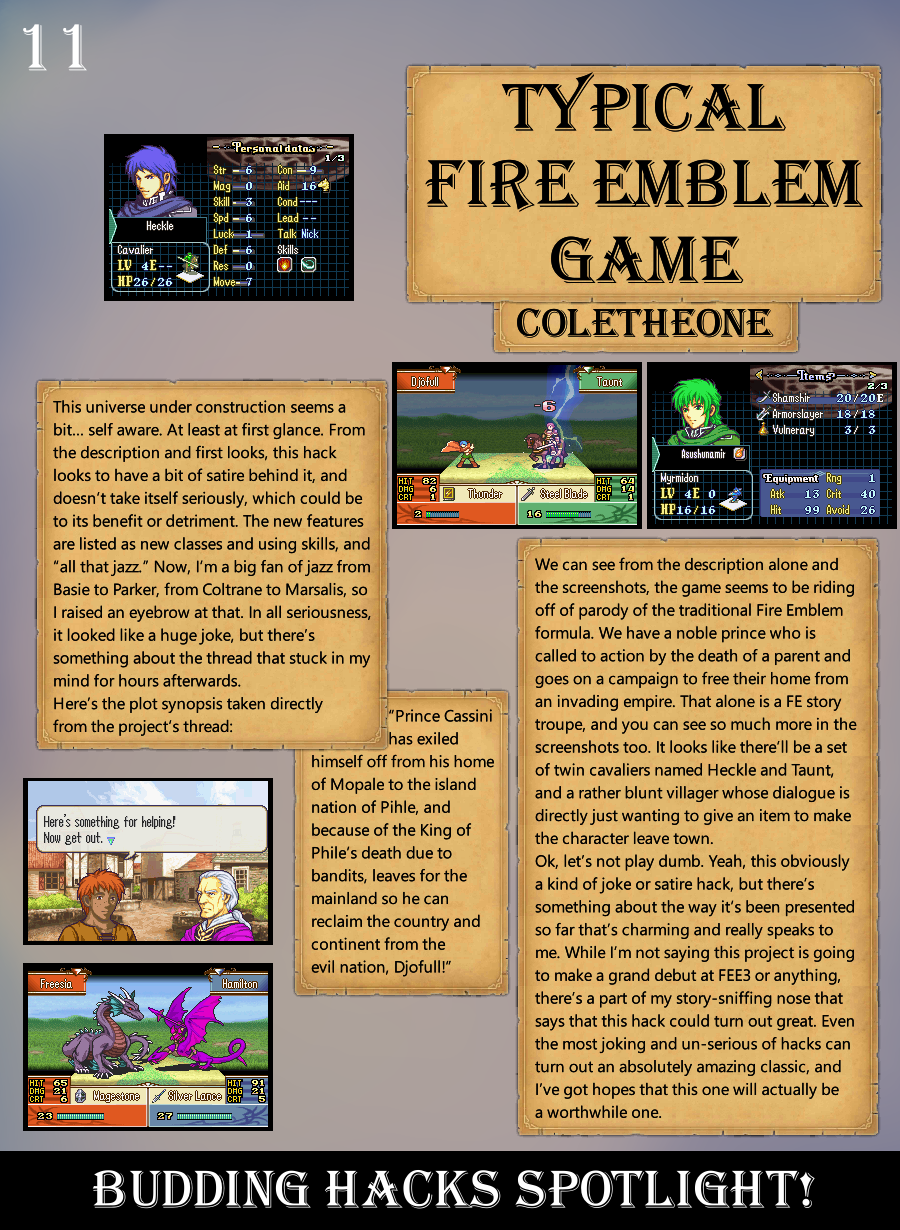 11
TYPICAL
FIRE EMBLEM
GAME
COLETHEONE
Personal data
1/3
Str 6 Con 9
Mag 0 Aid 16
Skill 3 Cond ---
Spd 6 Lead --
Luck 1 Talk Nick
Def 6 Skills
Res 0
Move 7
Heckle
Cavalier
LV 4 E --
HP 26/26
Djofull
Taunt
-6
HIT 82
DMG 6
CRT 1
Thunder
Steel Blade
HIT 64
DMG 14
CRT 1
2
16
Items
2/3
Shamshir 20/20 E
Armorslayer 18/18
Vulnerary 3/ 3
Asushunamir
Myrmidon
LV 4 E 0
HP 16/16
Equipment Rng 1
Atk 13 Crit 40
Hit 99 Avoid 26
This universe under construction seems a
bit... self aware. At least at first glance. From
the description and first looks, this hack
looks to have a bit of satire behind it, and
doesn't take itself seriously, which could be
to its benefit or detriment. The new features
are listed as new classes and using skills, and
“all that jazz.” Now, I'm a big fan of jazz from
Basie to Parker, from Coltrane to Marsalis, so
I raised an eyebrow at that. In all seriousness,
it looked like a huge joke, but there's
something about the thread that stuck in my
mind for hours afterwards.
Here's the plot synopsis taken directly
from the project's thread:
“Prince Cassini
has exiled
himself off from his home
of Mopale to the island
nation of Pihle, and
because of the King of
Phile's death due to
bandits, leaves for the
mainland so he can
reclaim the country and
continent from the
evil nation, Djofull!”
Here's something for helping!
Now get out.
Freesia
Hamilton
HIT 65
DMG 21
CRT 6
Magestone
Silver Lance
HIT 91
DMG 21
CRT 5
23
27
We can see from the description alone and
the screenshots, the game seems to be riding
off of parody of the traditional Fire Emblem
formula. We have a noble prince who is
called to action by the death of a parent and
goes on a campaign to free their home from
an invading empire. That alone is a FE story
troupe, and you can see so much more in the
screenshots too. It looks like there'll be a set
of twin cavaliers named Heckle and Taunt,
and a rather blunt villager whose dialogue is
directly just wanting to give an item to make
the character leave town.
Ok, let's not play dumb. Yeah, this obviously
a kind of joke or satire hack, but there's
something about the way it's been presented
so far that's charming and really speaks to
me. While I'm not saying this project is going
to make a grand debut at FEE3 or anything,
there's a part of my story-sniffing nose that
says that this hack could turn out great. Even
the most joking and un-serious of hacks can
turn out an absolutely amazing classic, and
I've got hopes that this one will actually be
a worthwhile one.
BUDDING HACKS SPOTLIGHT!